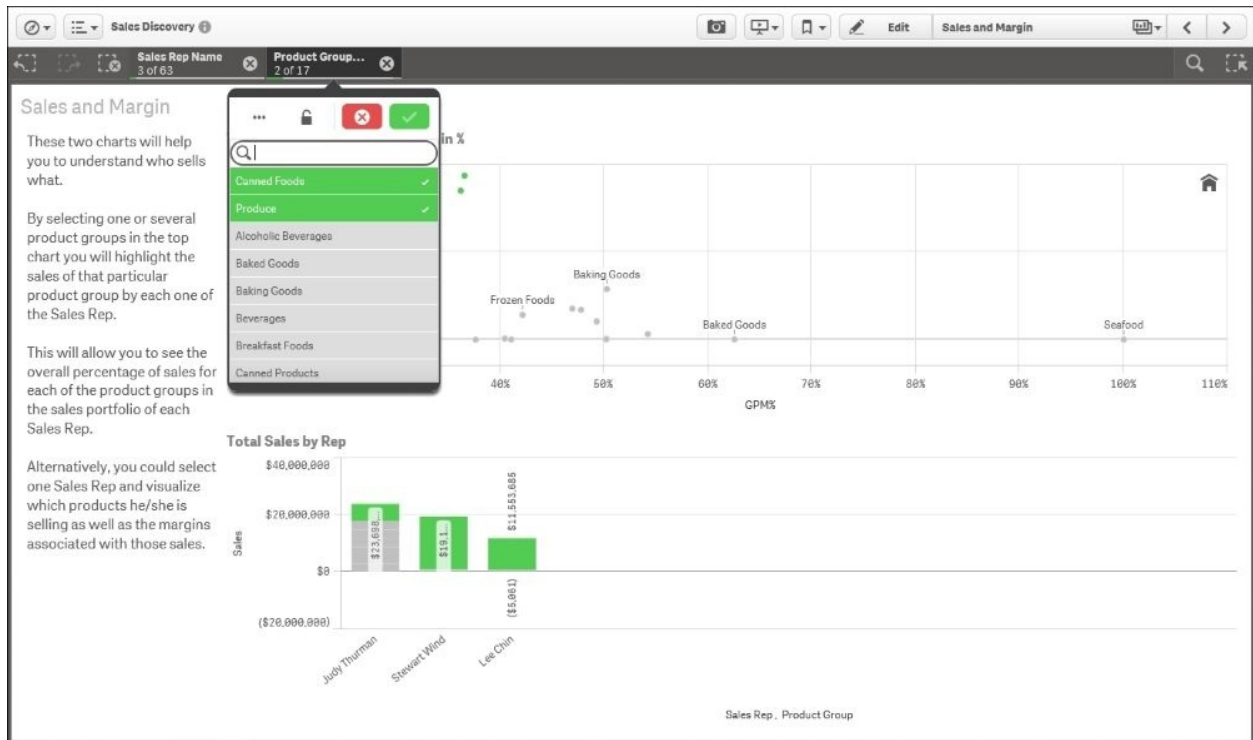 Sales Discovery
Edit
Sales and Margin
Sales Rep Name
3 of 63
Product Group...
2 of 17
Sales and Margin
These two charts will help
you to understand who sells
what.
By selecting one or several
product groups in the top
chart you will highlight the
sales of that particular
product group by each one of
the Sales Rep.
This will allow you to see the
overall percentage of sales for
each of the product groups in
the sales portfolio of each
Sales Rep.
Alternatively, you could select
one Sales Rep and visualize
which products he/she is
selling as well as the margins
associated with those sales.
Canned Foods
Produce
Alcoholic Beverages
Baked Goods
Baking Goods
Beverages
Breakfast Foods
Canned Products
in %
Baking Goods
Frozen Foods
Baked Goods
Seafood
40%
50%
60%
70%
80%
90%
100%
110%
GPM%
Total Sales by Rep
$40,000,000
$20,000,000
$0
($20,000,000)
Sales
$23,698,...
$19,1...
$11,553,685
($5,061)
Judy Thurman
Stewart Wind
Lee Chin
Sales Rep , Product Group